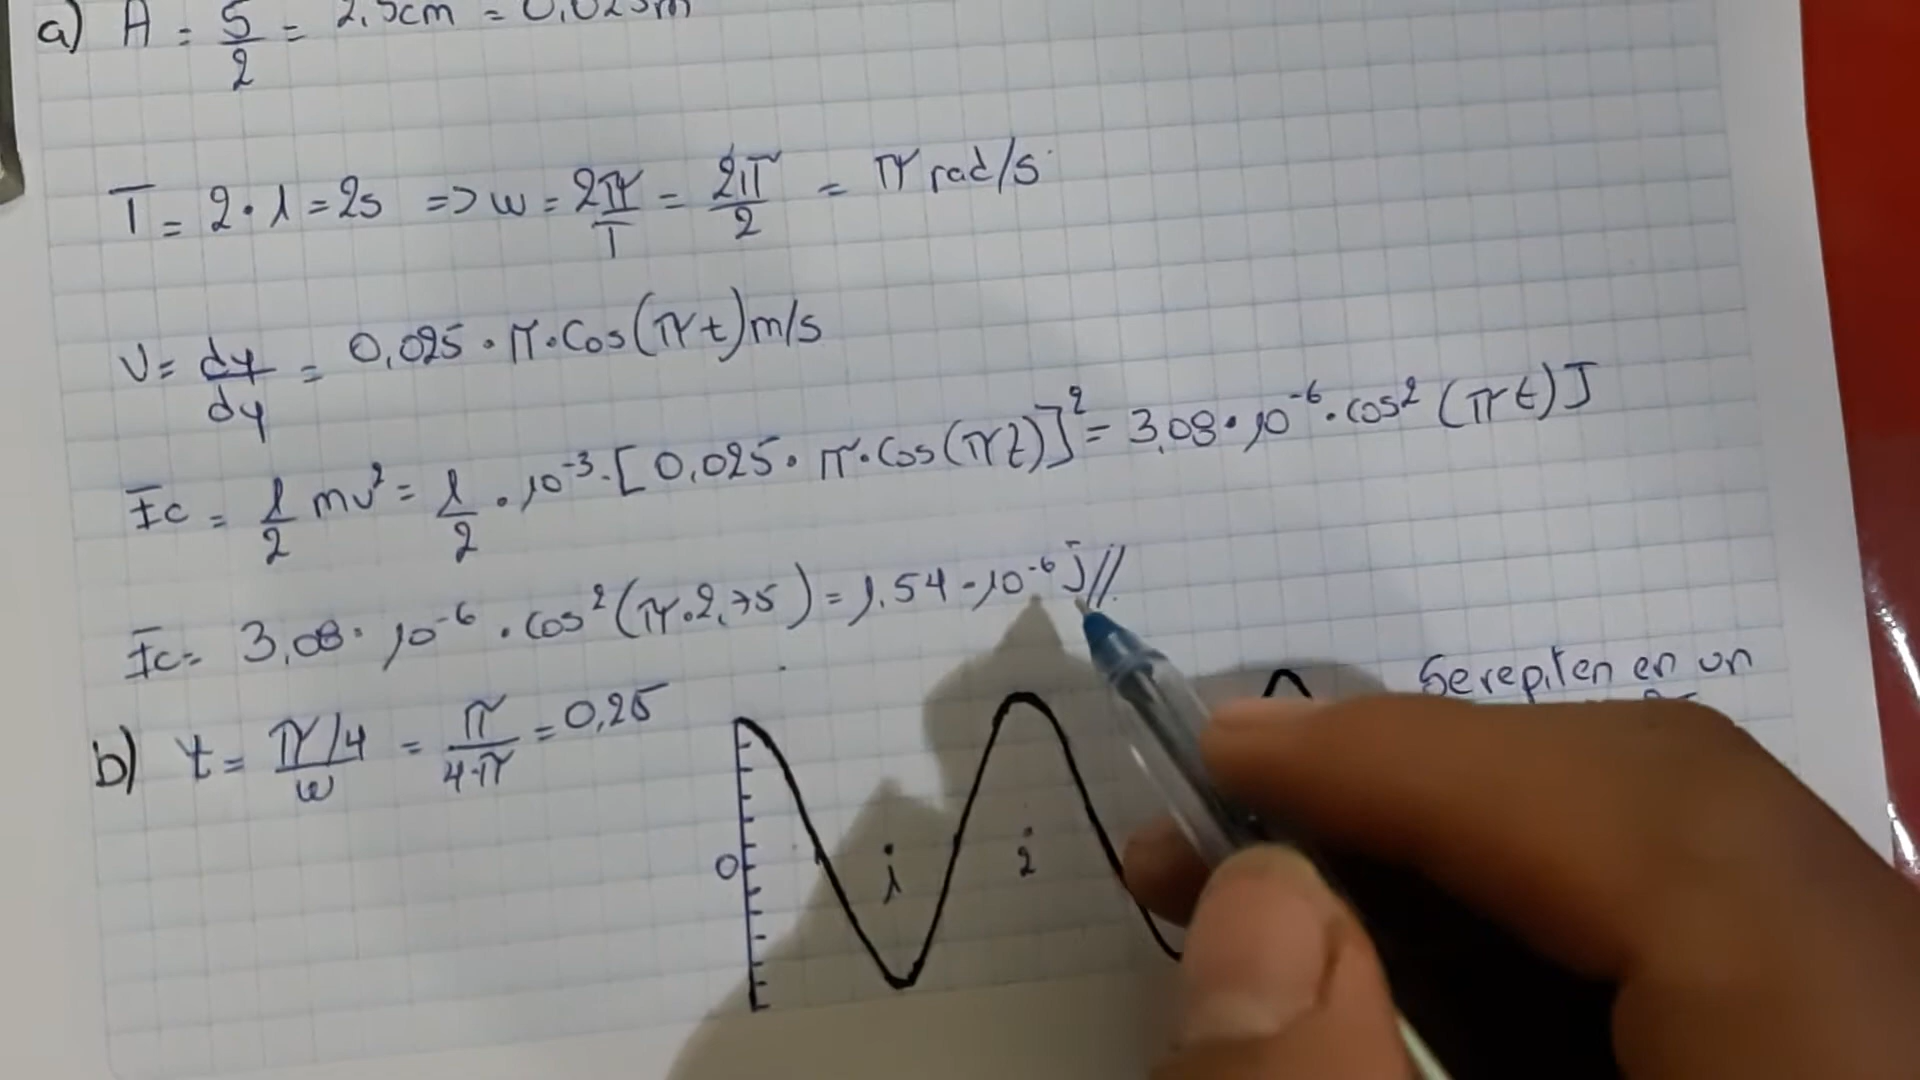 a) A = 5/2 = 2,5cm = 0,025m
T = 2·1 = 2s => w = 2π/T = 2π/2 = π rad/s
v = dy/dy = 0,025 · π·Cos(πt) m/s
Ec = 1/2 mv² = 1/2 · 10⁻³·[0,025· π·Cos(πt)]² = 3,08·10⁻⁶·cos² (πt) J
Ec = 3,08· 10⁻⁶ · Cos²(π·2,75) = 1,54·10⁻⁶ J//
b) t = π/4/w = π/4·π = 0,25
Se repiten en un
0
1
2